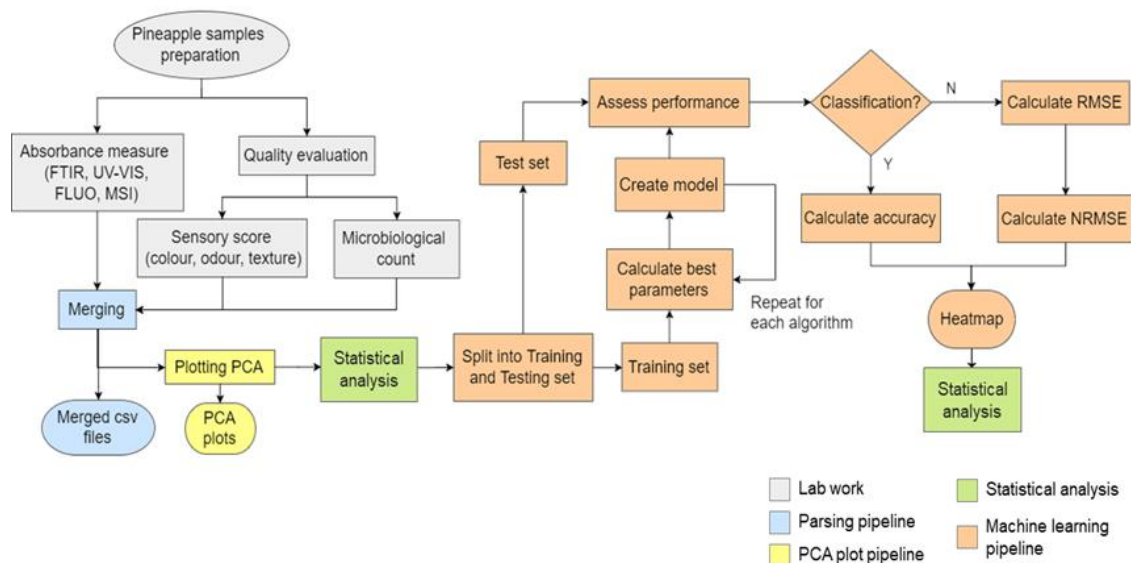 Pineapple samples
preparation
Absorbance measure
(FTIR, UV-VIS,
FLUO, MSI)
Quality evaluation
Sensory score
(colour, odour, texture)
Microbiological
count
Merging
Merged csv
files
Plotting PCA
PCA
plots
Statistical
analysis
Split into Training
and Testing set
Test set
Training set
Calculate best
parameters
Create model
Repeat for
each algorithm
Assess performance
Classification?
N
Y
Calculate RMSE
Calculate accuracy
Calculate NRMSE
Heatmap
Statistical
analysis
Lab work
Parsing pipeline
PCA plot pipeline
Statistical analysis
Machine learning
pipeline